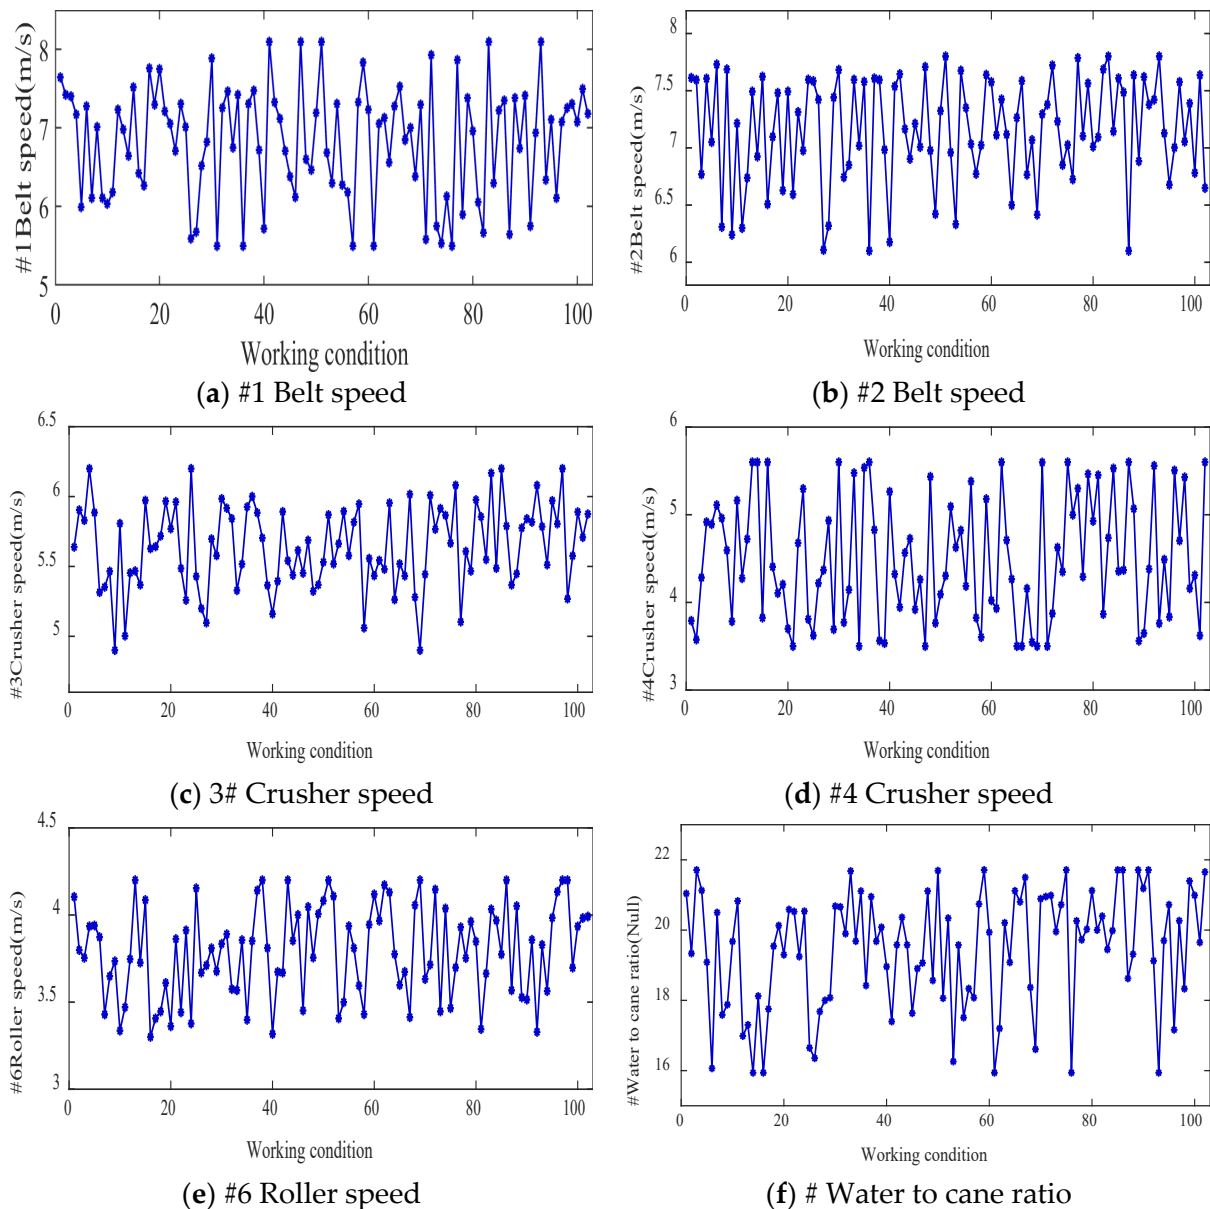 #1Belt speed(m/s)
8
7
6
5
0 20 40 60 80 100
Working condition
(a) #1 Belt speed
#2Belt speed(m/s)
8
7.5
7
6.5
6
0 20 40 60 80 100
Working condition
(b) #2 Belt speed
#3Crusher speed(m/s)
6.5
6
5.5
5
0 20 40 60 80 100
Working condition
(c) 3# Crusher speed
#4Crusher speed(m/s)
6
5
4
3
0 20 40 60 80 100
Working condition
(d) #4 Crusher speed
#6Roller speed(m/s)
4.5
4
3.5
3
0 20 40 60 80 100
Working condition
(e) #6 Roller speed
#Water to cane ratio(Null)
22
20
18
16
0 20 40 60 80 100
Working condition
(f) # Water to cane ratio